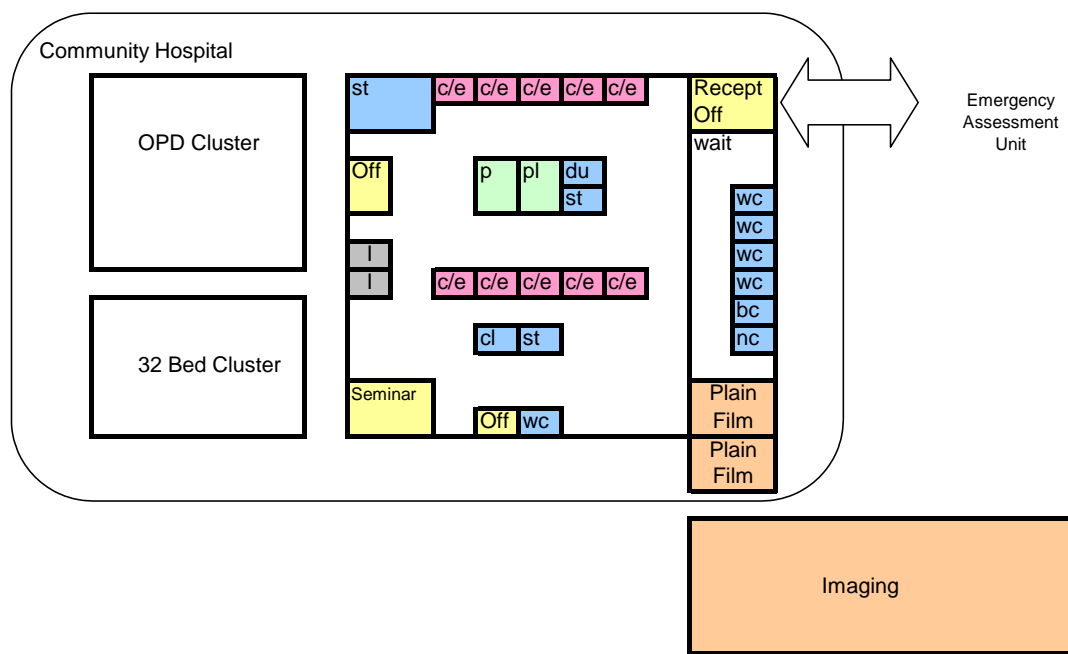 Community Hospital
st
c/e c/e c/e c/e c/e
Recept
Off
Emergency
Assessment
Unit
OPD Cluster
wait
Off
p
pl
du
st
wc
wc
wc
wc
bc
nc
I
I
c/e c/e c/e c/e c/e
cl
st
32 Bed Cluster
Seminar
Off
wc
Plain
Film
Plain
Film
Imaging